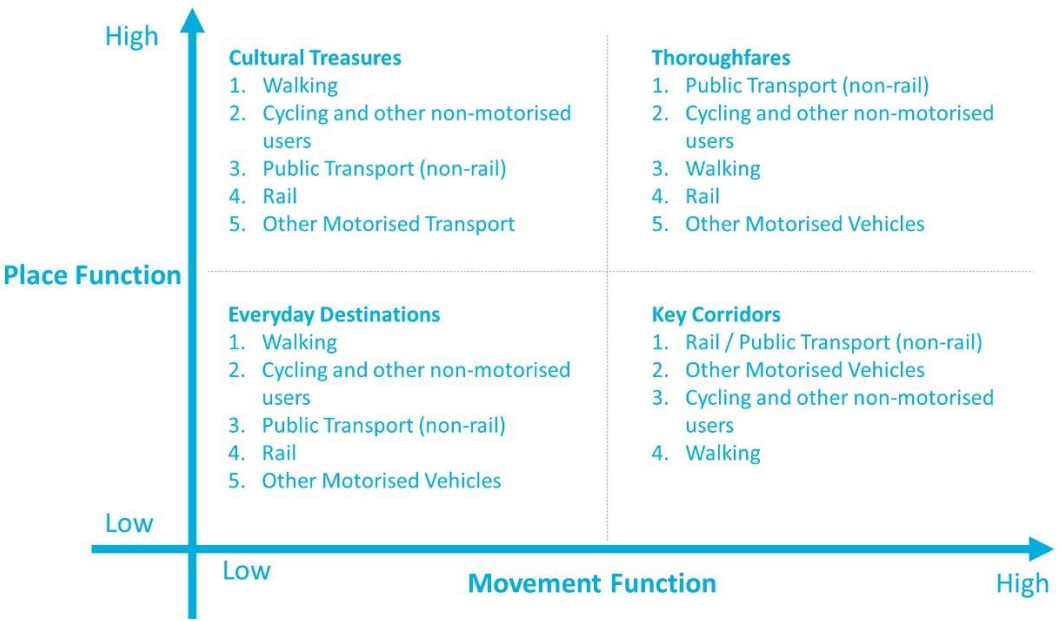 High
Cultural Treasures
1. Walking
2. Cycling and other non-motorised
users
3. Public Transport (non-rail)
4. Rail
5. Other Motorised Transport
Thoroughfares
1. Public Transport (non-rail)
2. Cycling and other non-motorised
users
3. Walking
4. Rail
5. Other Motorised Vehicles
Place Function
Everyday Destinations
1. Walking
2. Cycling and other non-motorised
users
3. Public Transport (non-rail)
4. Rail
5. Other Motorised Vehicles
Key Corridors
1. Rail / Public Transport (non-rail)
2. Other Motorised Vehicles
3. Cycling and other non-motorised
users
4. Walking
Low
Low
Movement Function
High